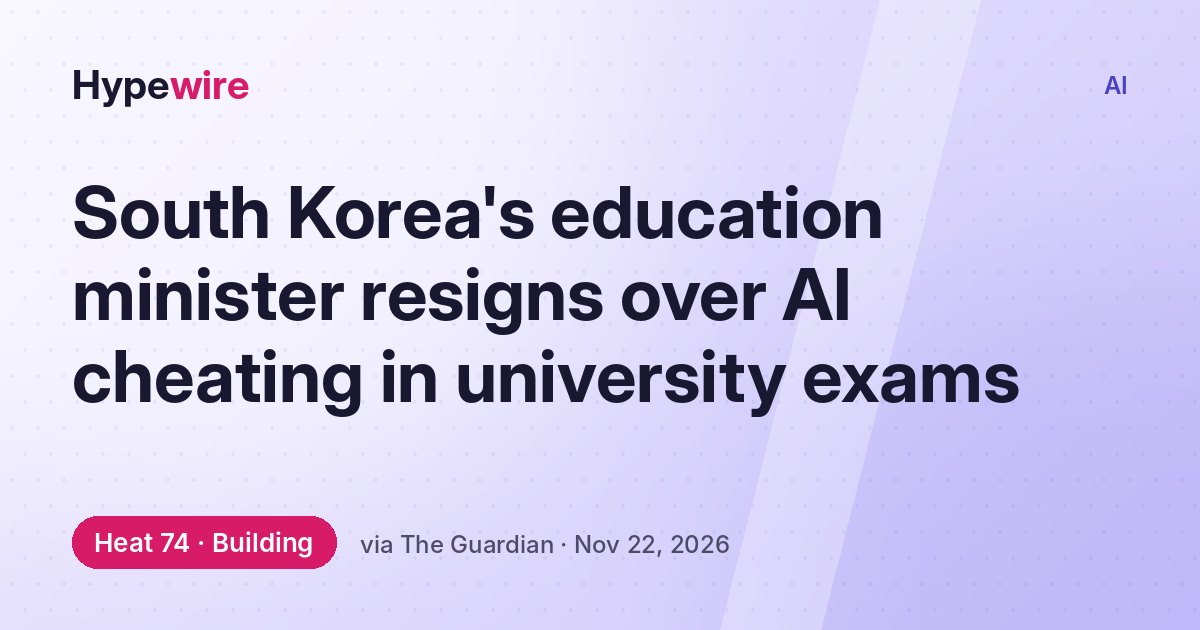 Hypewire
AI
South Korea's education
minister resigns over AI
cheating in university exams
Heat 74 · Building
via The Guardian · Nov 22, 2026